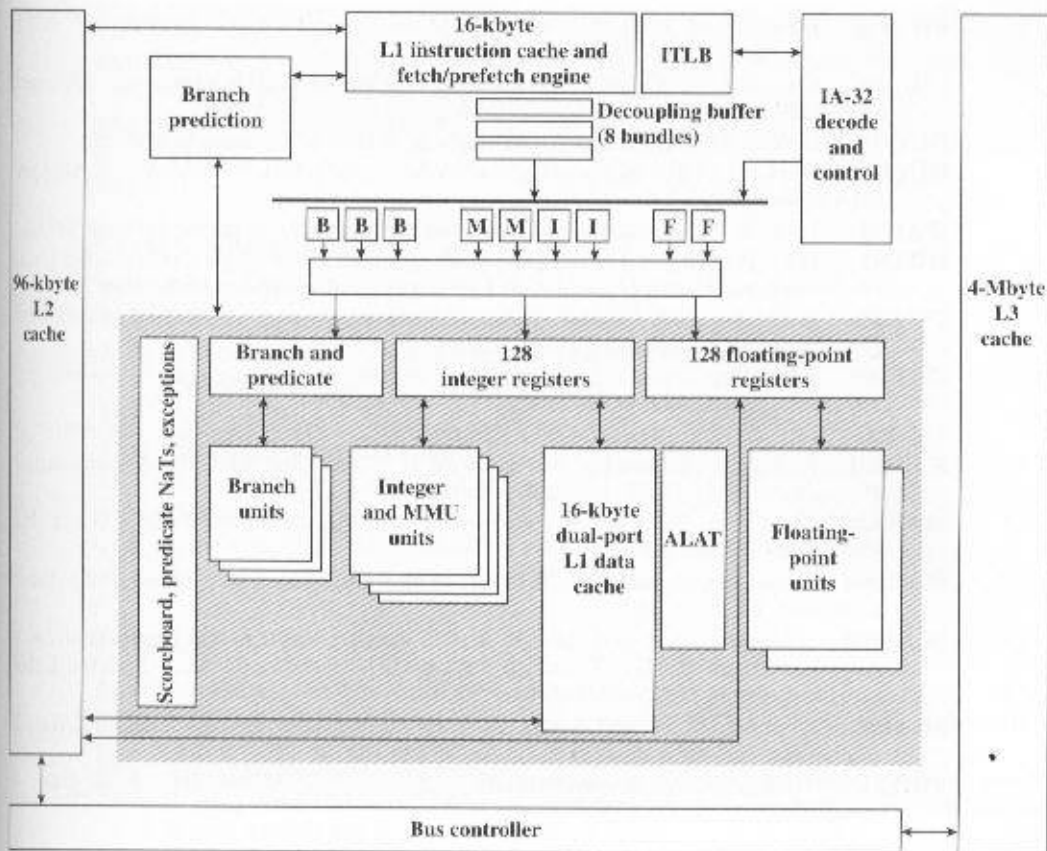 16-kbyte
L1 instruction cache and
fetch/prefetch engine
ITLB
Branch
prediction
Decoupling buffer
(8 bundles)
IA-32
decode
and
control
B B B M M I I F F
96-kbyte
L2
cache
4-Mbyte
L3
cache
Branch and
predicate
128
integer registers
128 floating-point
registers
Scoreboard, predicate NaTs, exceptions
Branch
units
Integer
and MMU
units
16-kbyte
dual-port
L1 data
cache
ALAT
Floating-
point
units
Bus controller